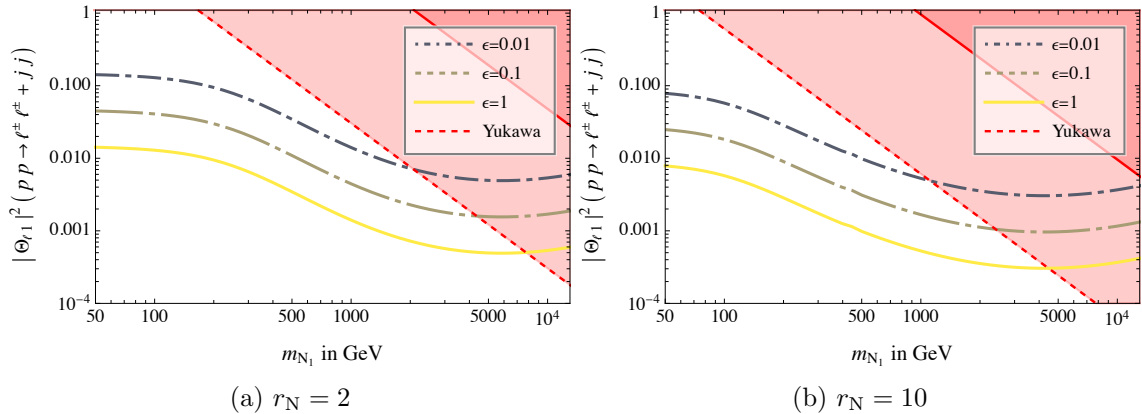 1
0.100
0.010
0.001
10⁻⁴
|Θ_ℓ1|² (p p → ℓ± ℓ± + j j)
ϵ=0.01
ϵ=0.1
ϵ=1
Yukawa
50 100 500 1000 5000 10⁴
m_N₁ in GeV
(a) r_N = 2
1
0.100
0.010
0.001
10⁻⁴
|Θ_ℓ1|² (p p → ℓ± ℓ± + j j)
ϵ=0.01
ϵ=0.1
ϵ=1
Yukawa
50 100 500 1000 5000 10⁴
m_N₁ in GeV
(b) r_N = 10